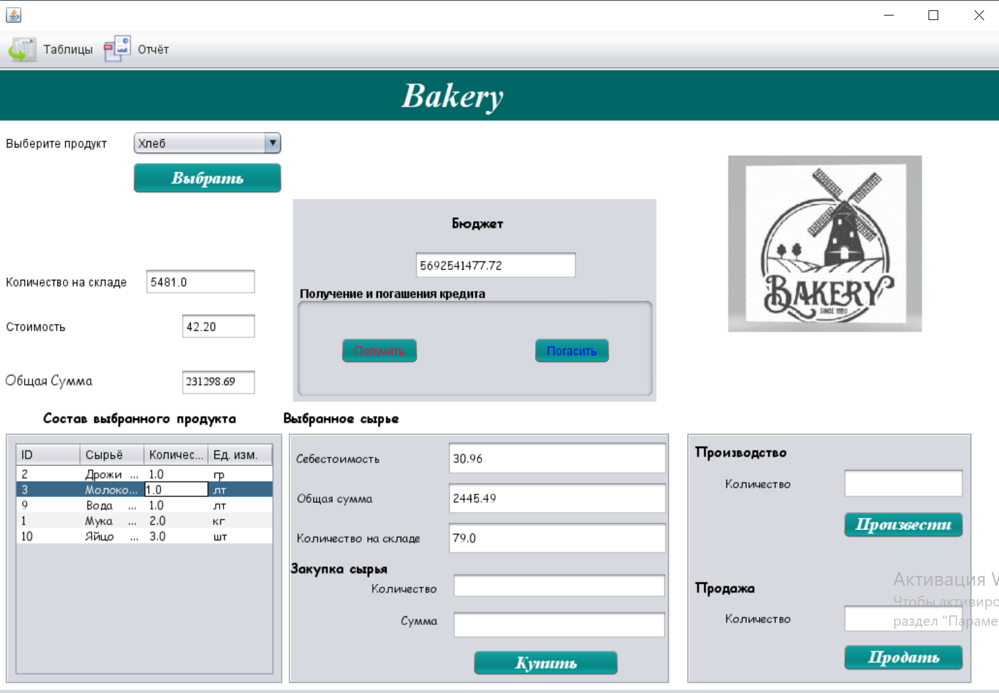 Таблицы Отчёт
Bakery
Выберите продукт Хлеб
Выбрать
Бюджет
5692541477.72
Количество на складе 5481.0
Получение и погашения кредита
Стоимость 42.20
Получить Погасить
Общая Сумма 231298.69
BAKERY
SINCE 1990
Состав выбранного продукта
ID Сырьё Количес... Ед. изм.
2 Дрожи ... 1.0 гр
3 Молоко... 1.0 лт
9 Вода ... 1.0 лт
1 Мука ... 2.0 кг
10 Яйцо ... 3.0 шт
Выбранное сырье
Себестоимость 30.96
Общая сумма 2445.49
Количество на складе 79.0
Закупка сырья
Количество
Сумма
Купить
Производство
Количество
Произвести
Продажа
Количество
Продать
Активация W
Чтобы активиро
раздел "Параме